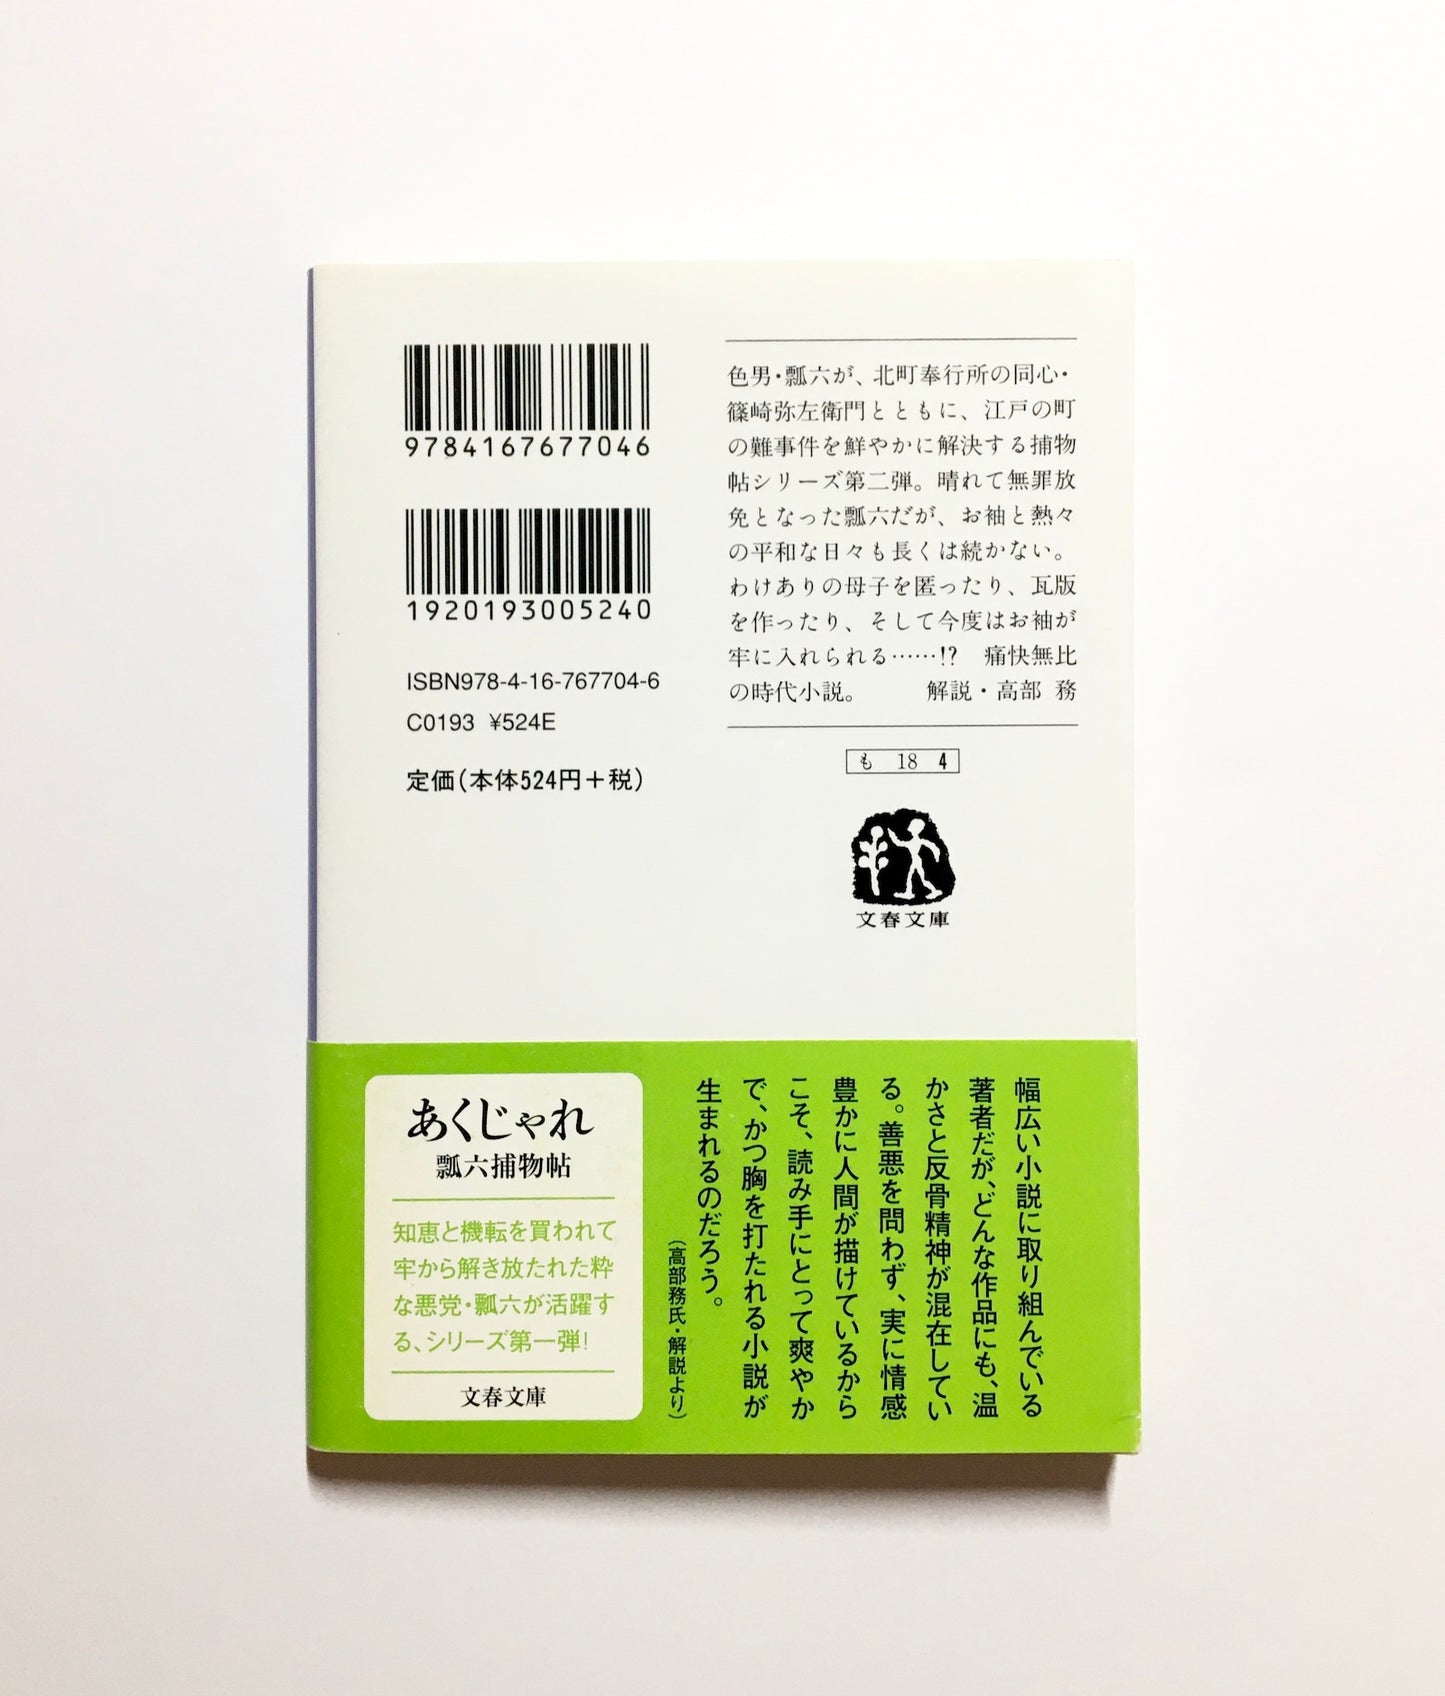 9784167677046
1920193005240
ISBN978-4-16-767704-6
C0193 ¥524E
定価(本体524円+税)
色男・瓢六が、北町奉行所の同心・
篠崎弥左衛門とともに、江戸の町
の難事件を鮮やかに解決する捕物
帖シリーズ第二弾。晴れて無罪放
免となった瓢六だが、お袖と熱々
の平和な日々も長くは続かない。
わけありの母子を匿ったり、瓦版
を作ったり、そして今度はお袖が
牢に入れられる……!? 痛快無比
の時代小説。 解説・高部 務
も 18 4
文春文庫
幅広い小説に取り組んでいる
著者だが、どんな作品にも、温
かさと反骨精神が混在してい
る。善悪を問わず、実に情感
豊かに人間が描けているから
こそ、読み手にとって爽やか
で、かつ胸を打たれる小説が
生まれるのだろう。
(高部務氏・解説より)
あくじゃれ
瓢六捕物帖
知恵と機転を買われて
牢から解き放たれた粋
な悪党・瓢六が活躍す
る、シリーズ第一弾!
文春文庫